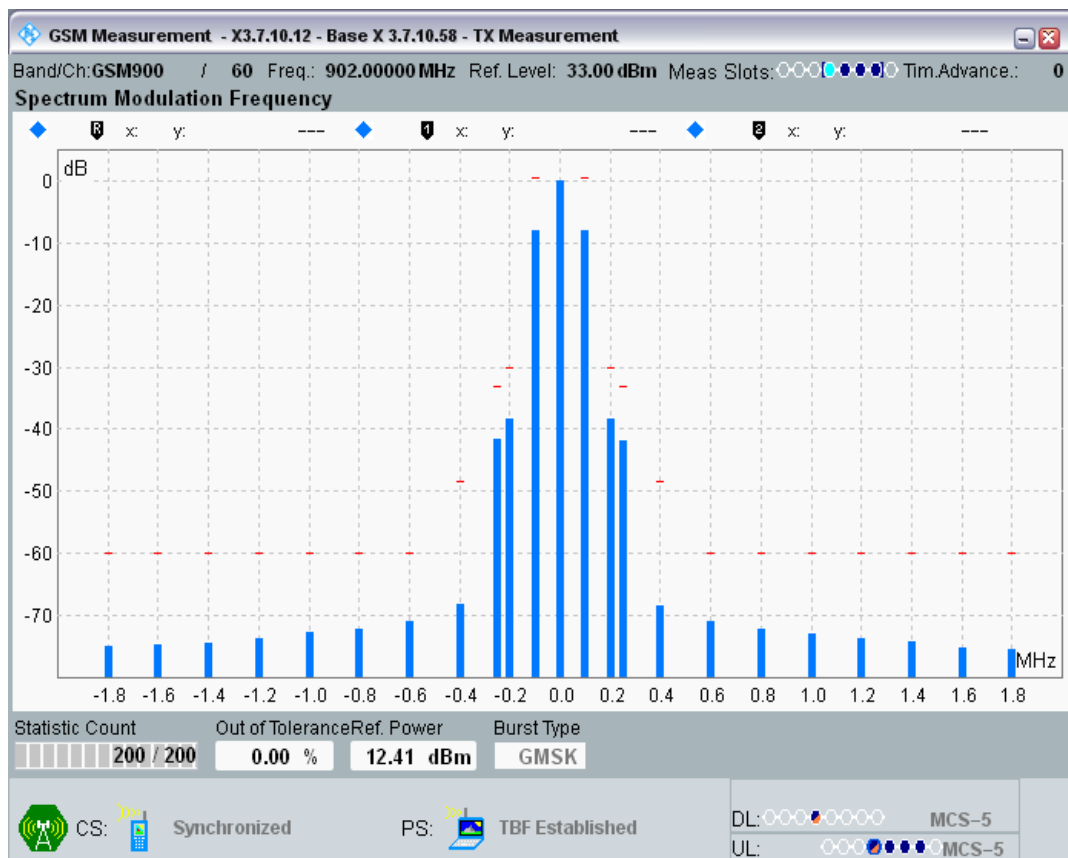 GSM Measurement - X3.7.10.12 - Base X 3.7.10.58 - TX Measurement
Band/Ch:GSM900 / 60 Freq.: 902.00000 MHz Ref. Level: 33.00 dBm Meas Slots: Tim.Advance.: 0
Spectrum Modulation Frequency
R x: y: --- 1 x: y: --- 2 x: y: ---
dB
0
-10
-20
-30
-40
-50
-60
-70
MHz
-1.8 -1.6 -1.4 -1.2 -1.0 -0.8 -0.6 -0.4 -0.2 0.0 0.2 0.4 0.6 0.8 1.0 1.2 1.4 1.6 1.8
Statistic Count Out of Tolerance Ref. Power Burst Type
200 / 200 0.00 % 12.41 dBm GMSK
CS: Synchronized PS: TBF Established DL: MCS-5
UL: MCS-5